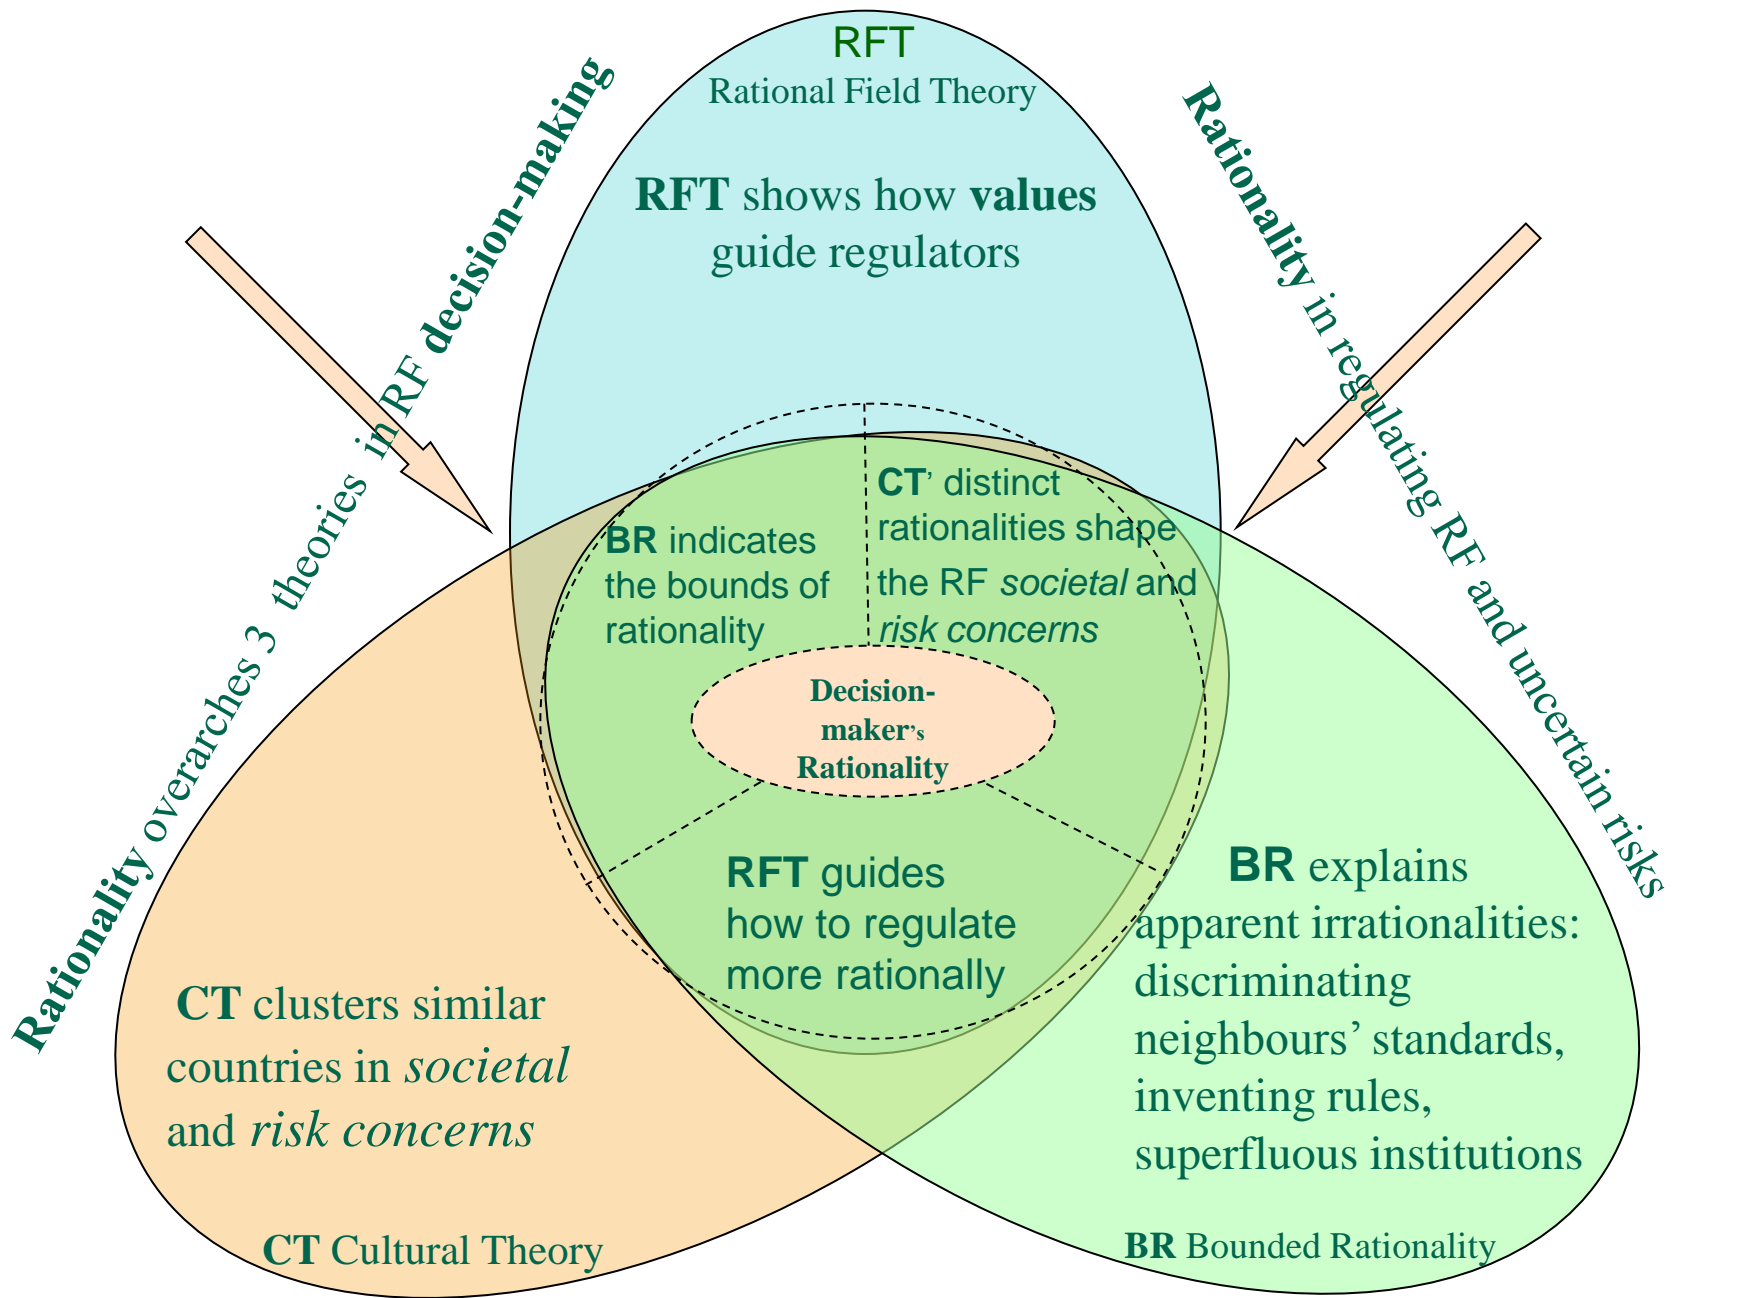 RFT
Rational Field Theory
RFT shows how values
guide regulators
Rationality overarches 3 theories in RF decision-making
Rationality in regulating RF and uncertain risks
BR indicates
the bounds of
rationality
CT’ distinct
rationalities shape
the RF societal and
risk concerns
Decision-
maker’s
Rationality
RFT guides
how to regulate
more rationally
CT clusters similar
countries in societal
and risk concerns
CT Cultural Theory
BR explains
apparent irrationalities:
discriminating
neighbours’ standards,
inventing rules,
superfluous institutions
BR Bounded Rationality